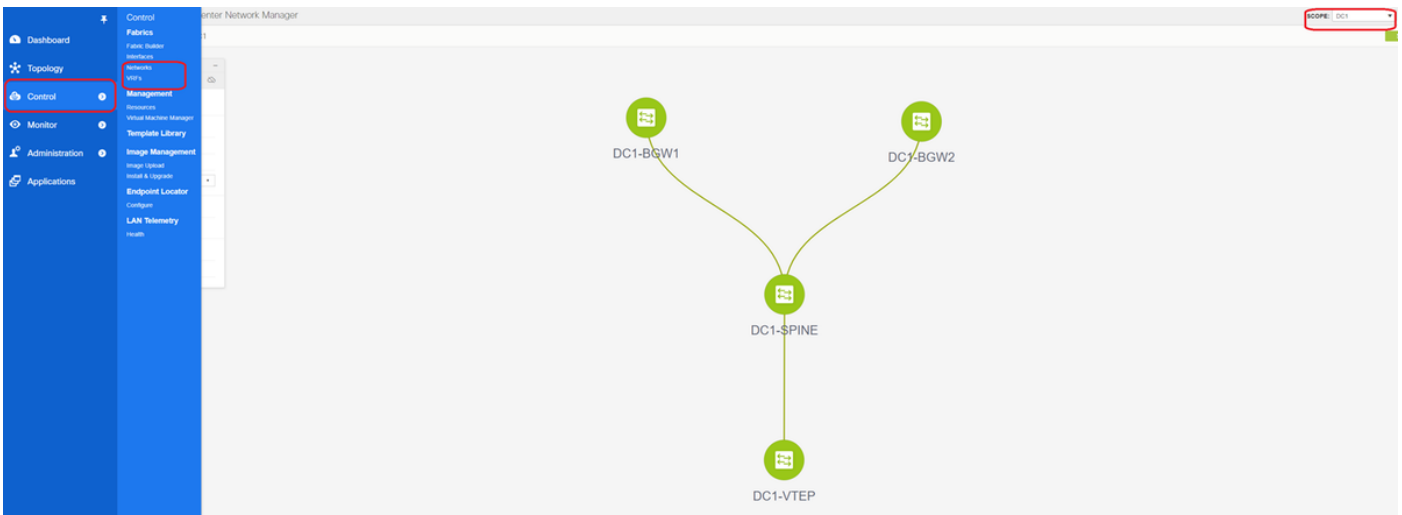 enter Network Manager
SCOPE: DC1
Dashboard
Topology
Control
Monitor
Administration
Applications
Control
Fabrics
Fabric Builder
Interfaces
Networks
VRFs
Management
Resources
Virtual Machine Manager
Template Library
Image Management
Image Upload
Install & Upgrade
Endpoint Locator
Configure
LAN Telemetry
Health
1
DC1-BGW1
DC1-BGW2
DC1-SPINE
DC1-VTEP